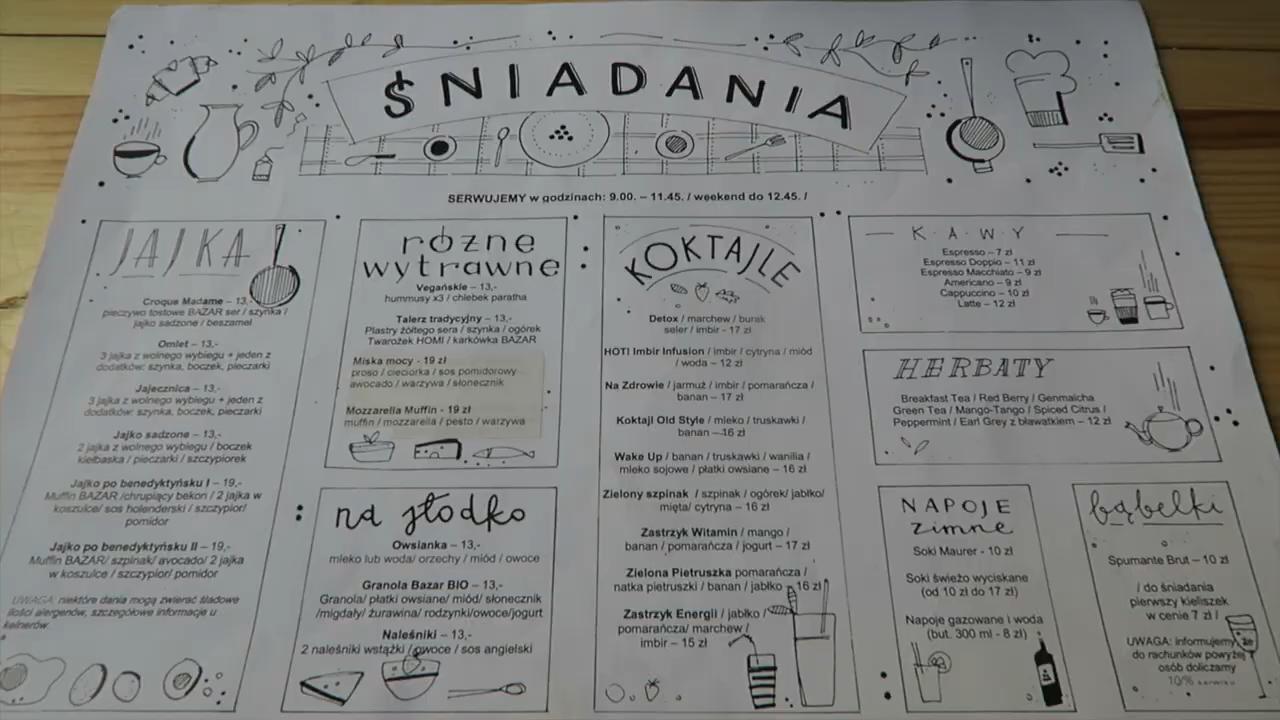 ŚNIADANIA
SERWUJEMY w godzinach: 9.00. – 11.45. / weekend do 12.45. /
JAJKA
Croque Madame – 13,-
pieczywo tostowe BAZAR ser / szynka /
jajko sadzone / beszamel
Omlet – 13,-
3 jajka z wolnego wybiegu + jeden z
dodatków: szynka, boczek, pieczarki
Jajecznica – 13,-
3 jajka z wolnego wybiegu + jeden z
dodatków: szynka, boczek, pieczarki
Jajko sadzone – 13,-
2 jajka z wolnego wybiegu / boczek
kiełbaska / pieczarki / szczypiorek
Jajko po benedyktyńsku I – 19,-
Muffin BAZAR /chrupiący bekon / 2 jajka w
koszulce/ sos holenderski / szczypior/
pomidor
Jajko po benedyktyńsku II – 19,-
Muffin BAZAR/ szpinak/ avocado/ 2 jajka
w koszulce / szczypior/ pomidor
UWAGA: niektóre dania mogą zwierać śladowe
ilości alergenów, szczegółowe informacje u
kelnerów.
różne
wytrawne
Vegańskie – 13,-
hummusy x3 / chlebek paratha
Talerz tradycyjny – 13,-
Plastry żółtego sera / szynka / ogórek
Twarożek HOMI / karkówka BAZAR
Miska mocy - 19 zł
proso / cieciorka / sos pomidorowy
avocado / warzywa / słonecznik
Mozzarella Muffin - 19 zł
muffin / mozzarella / pesto / warzywa
na słodko
Owsianka – 13,-
mleko lub woda/ orzechy / miód / owoce
Granola Bazar BIO – 13,-
Granola/ płatki owsiane/ miód/ słonecznik
/migdały/ żurawina/ rodzynki/owoce/jogurt
Naleśniki – 13,-
2 naleśniki wstążki /owoce / sos angielski
KOKTAJLE
Detox / marchew / burak
seler / imbir - 17 zł
HOT! Imbir Infusion / imbir / cytryna / miód
/ woda – 12 zł
Na Zdrowie / jarmuż / imbir / pomarańcza /
banan – 17 zł
Koktajl Old Style / mleko / truskawki /
banan –16 zł
Wake Up / banan / truskawki / wanilia /
mleko sojowe / płatki owsiane – 16 zł
Zielony szpinak / szpinak / ogórek/ jabłko/
mięta/ cytryna – 16 zł
Zastrzyk Witamin / mango /
banan / pomarańcza / jogurt – 17 zł
Zielona Pietruszka pomarańcza /
natka pietruszki / banan / jabłko – 16 zł
Zastrzyk Energii / jabłko /
pomarańcza/ marchew /
imbir – 15 zł
KAWY
Espresso – 7 zł
Espresso Doppio – 11 zł
Espresso Macchiato – 9 zł
Americano – 9 zł
Cappuccino – 10 zł
Latte – 12 zł
HERBATY
Breakfast Tea / Red Berry / Genmaicha
Green Tea / Mango-Tango / Spiced Citrus /
Peppermint / Earl Grey z bławatkiem – 12 zł
NAPOJE
zimne
Soki Maurer - 10 zł
Soki świeżo wyciskane
(od 10 zł do 17 zł)
Napoje gazowane i woda
(but. 300 ml - 8 zł)
bąbelki
Spumante Brut – 10 zł
/ do śniadania
pierwszy kieliszek
w cenie 7 zł /
UWAGA: informujemy, że
do rachunków powyżej
osób doliczamy
10% serwisu